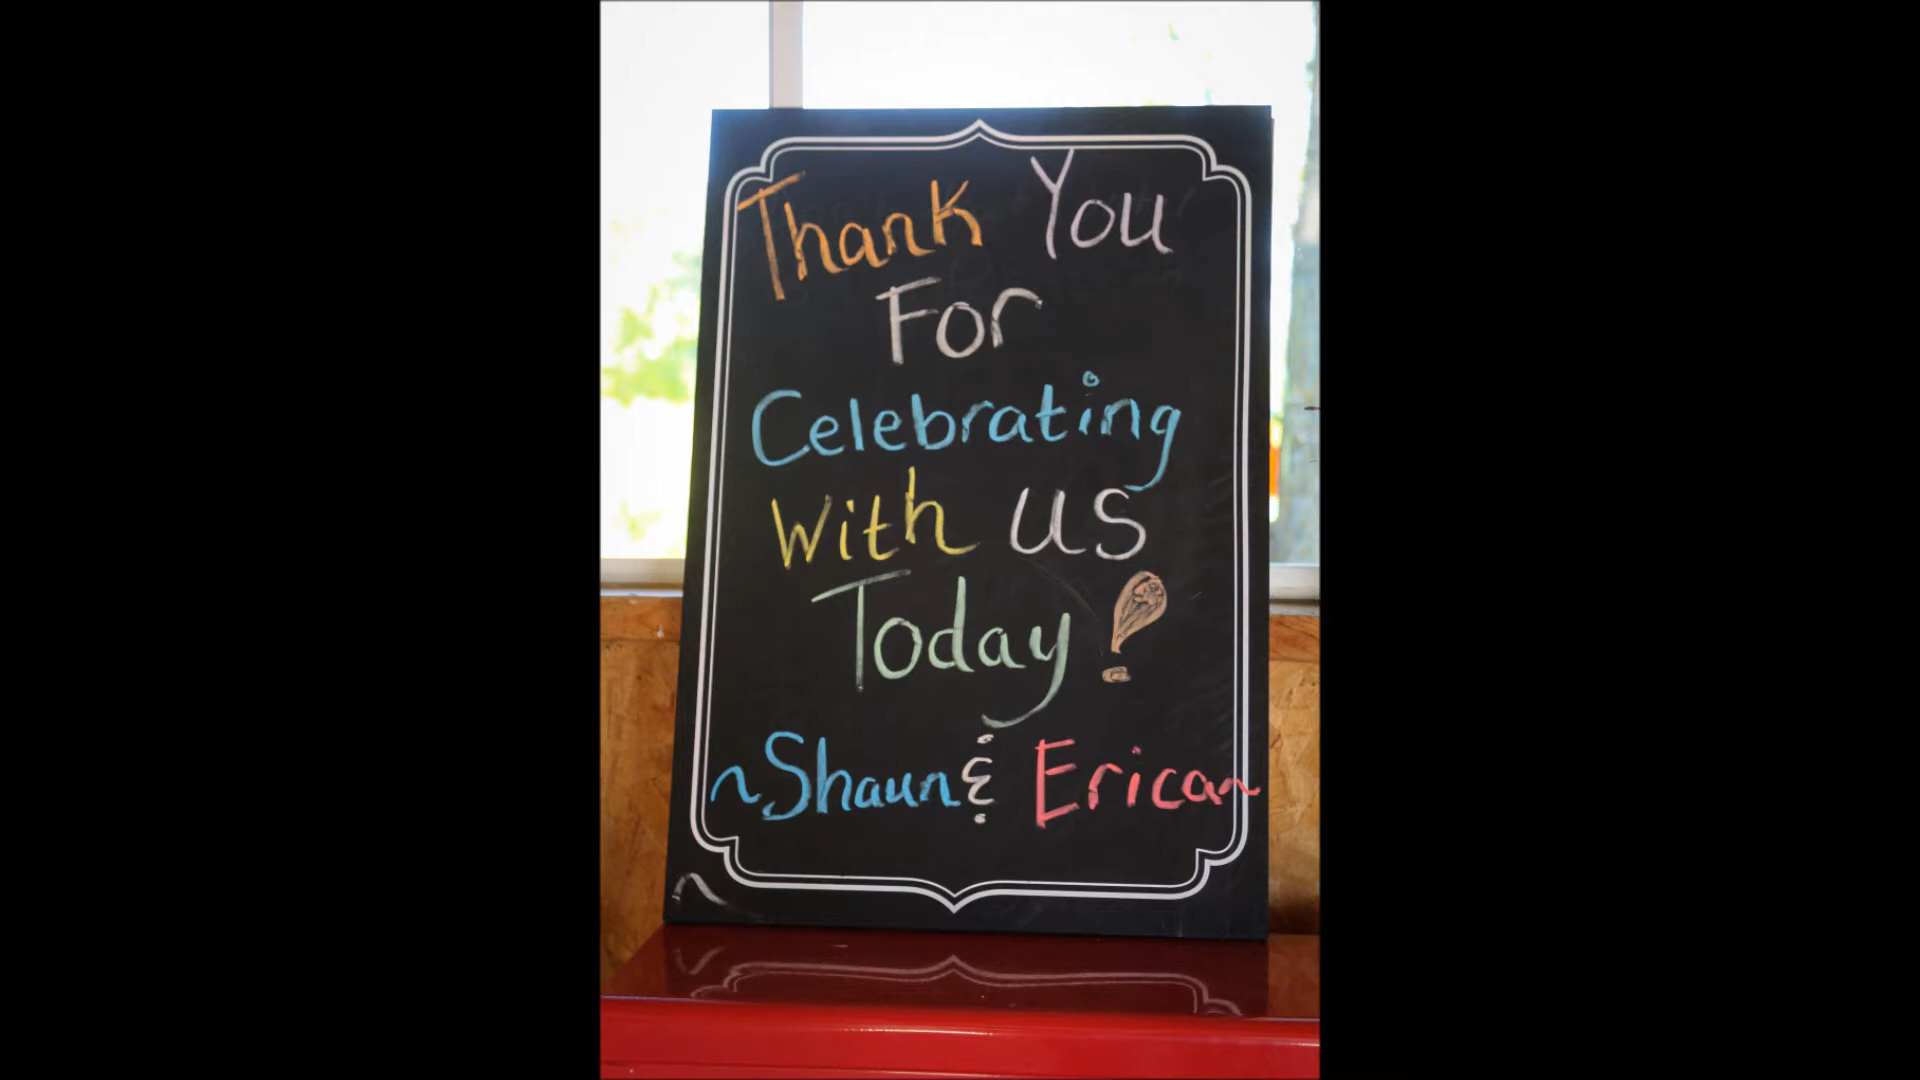 Thank You
For
Celebrating
With us
Today!
~Shaun & Erica~